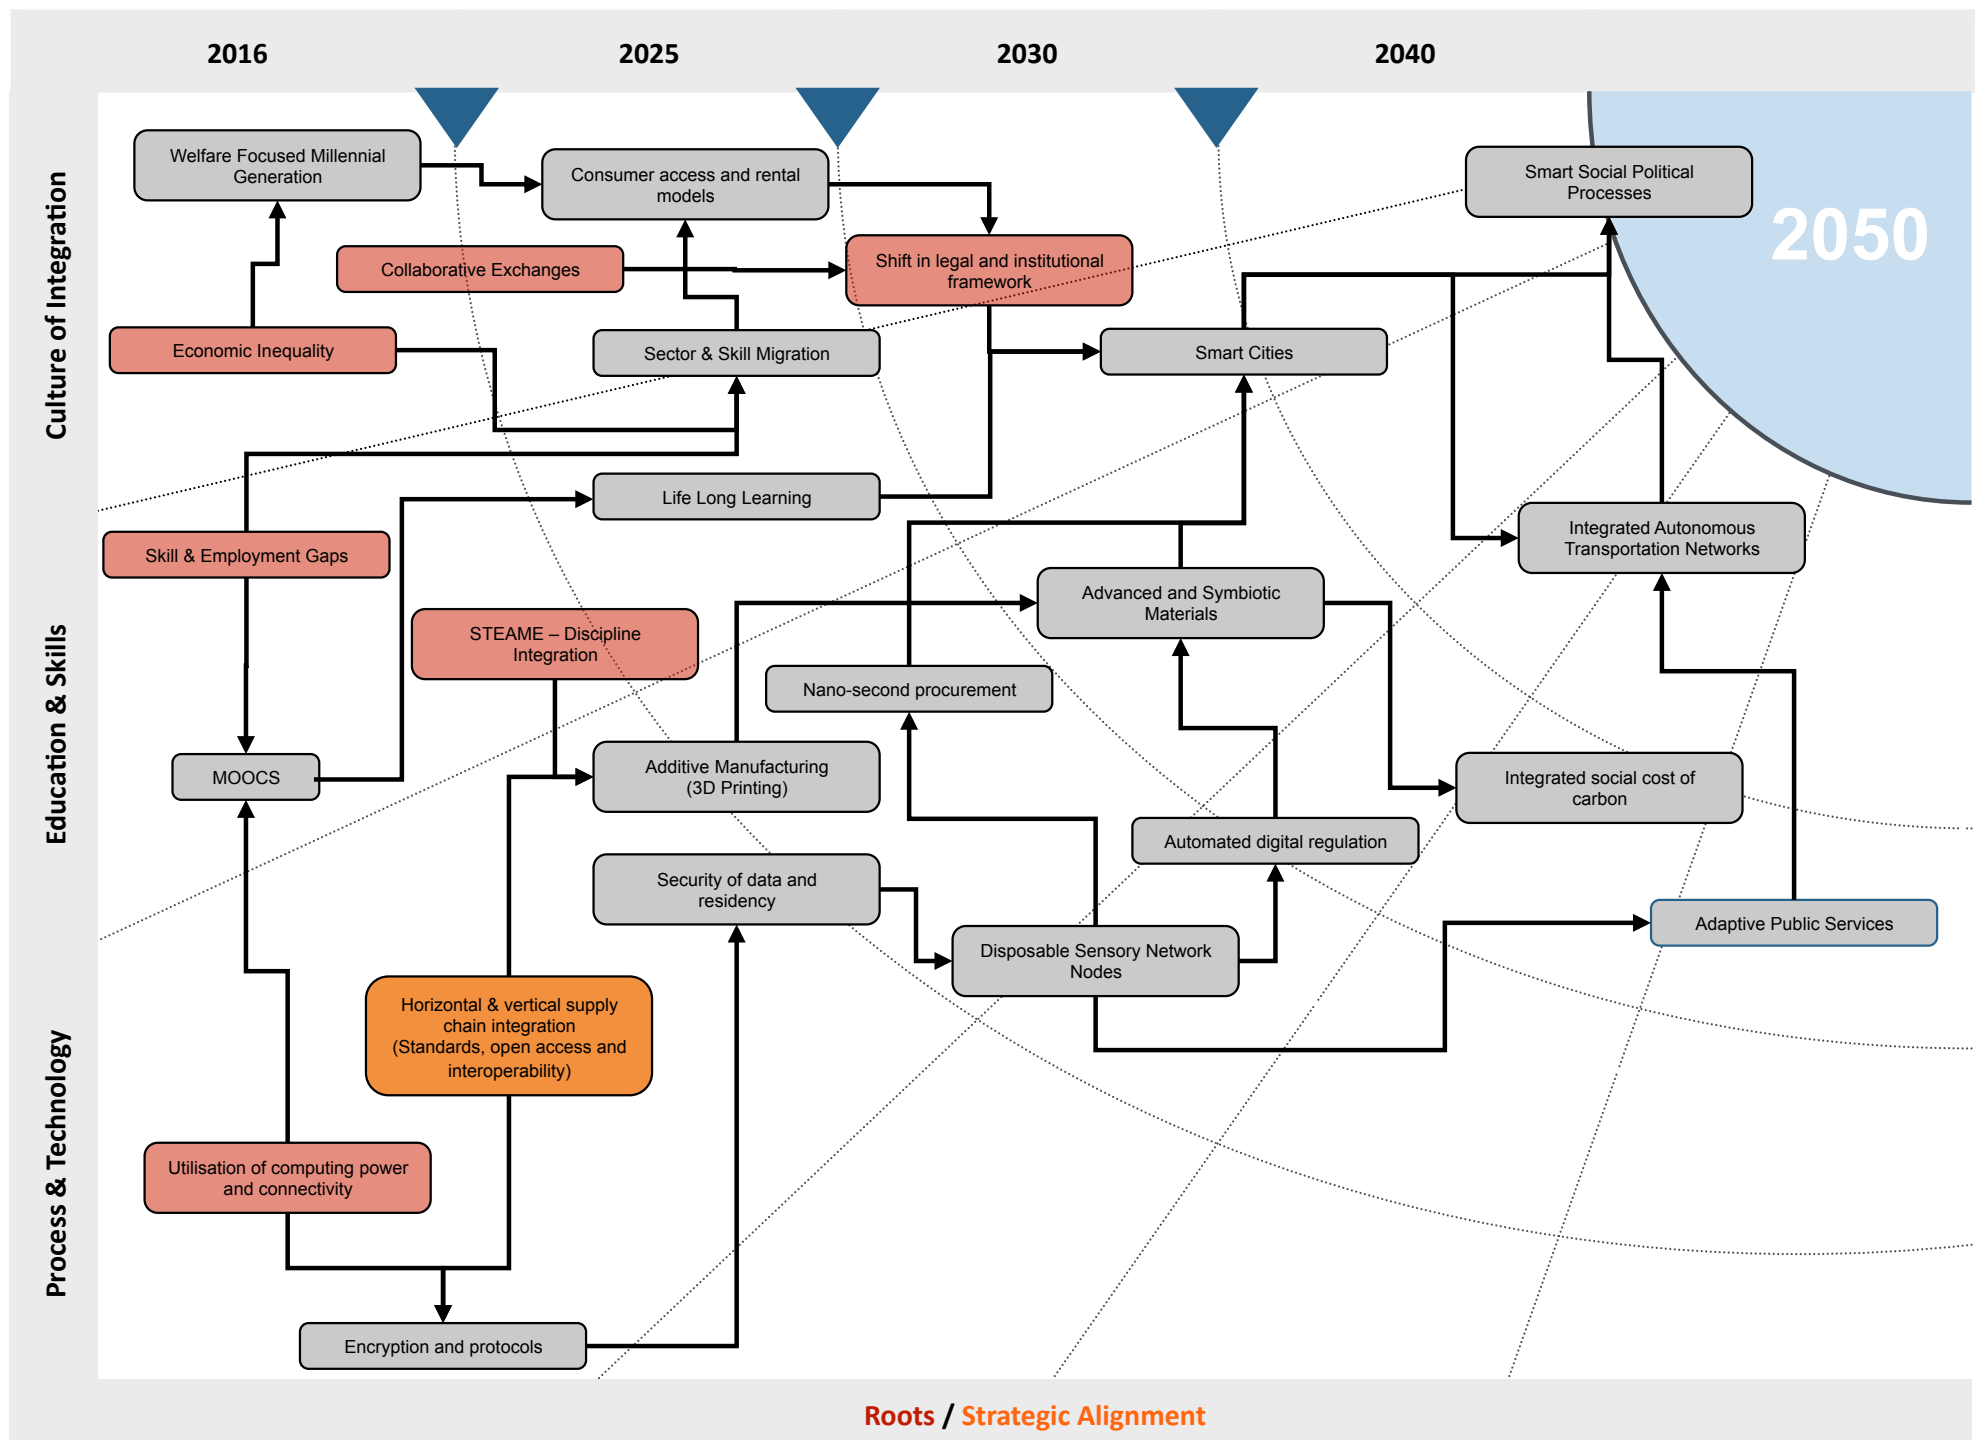 2016
2025
2030
2040
2050
Culture of Integration
Education & Skills
Process & Technology
Welfare Focused Millennial
Generation
Consumer access and rental
models
Smart Social Political
Processes
Collaborative Exchanges
Shift in legal and institutional
framework
Economic Inequality
Sector & Skill Migration
Smart Cities
Life Long Learning
Skill & Employment Gaps
Integrated Autonomous
Transportation Networks
STEAME – Discipline
Integration
Advanced and Symbiotic
Materials
Nano-second procurement
MOOCS
Additive Manufacturing
(3D Printing)
Integrated social cost of
carbon
Automated digital regulation
Security of data and
residency
Adaptive Public Services
Disposable Sensory Network
Nodes
Horizontal & vertical supply
chain integration
(Standards, open access and
interoperability)
Utilisation of computing power
and connectivity
Encryption and protocols
Roots / Strategic Alignment